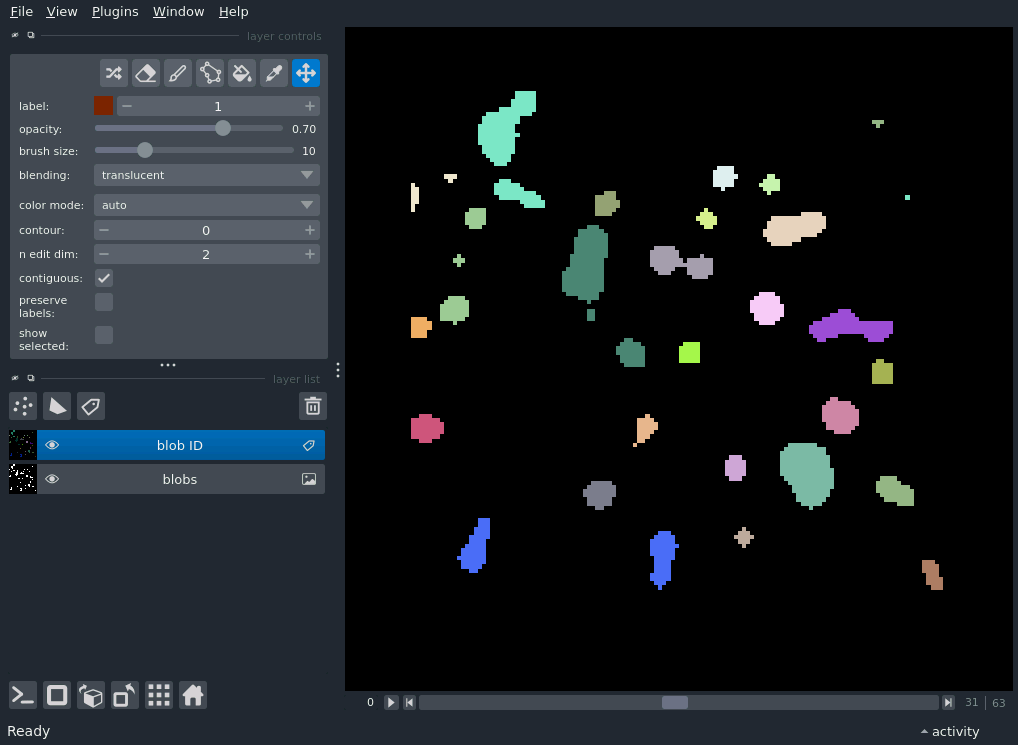 File View Plugins Window Help
layer controls
label: 1
opacity: 0.70
brush size: 10
blending: translucent
color mode: auto
contour: 0
n edit dim: 2
contiguous:
preserve
labels:
show
selected:
layer list
blob ID
blobs
0 31 63
Ready activity